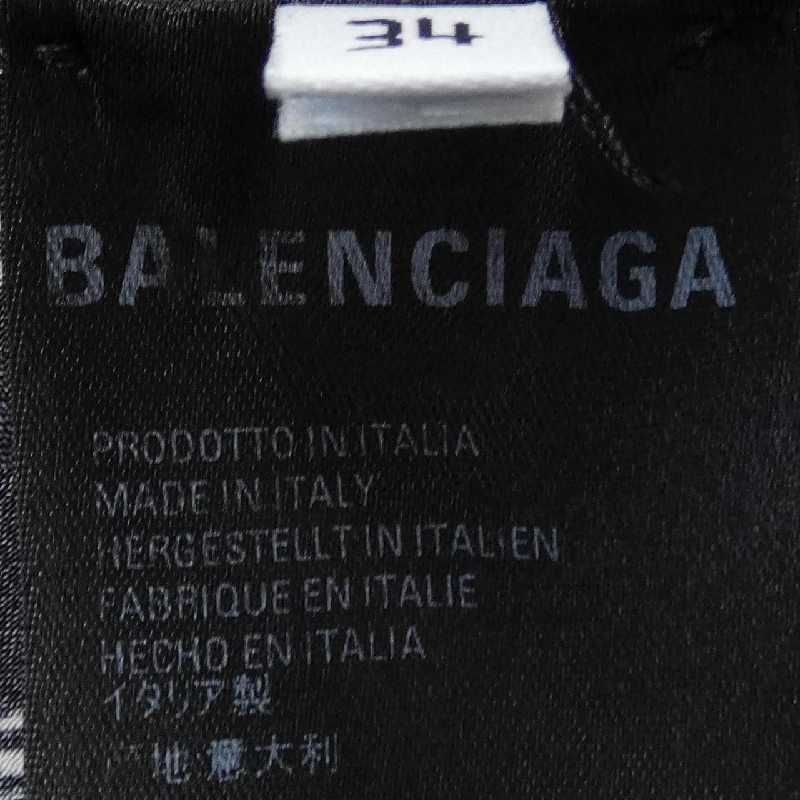 34
BALENCIAGA
PRODOTTO IN ITALIA
MADE IN ITALY
HERGESTELLT IN ITALIEN
FABRIQUE EN ITALIE
HECHO EN ITALIA
イタリア製
产地:意大利